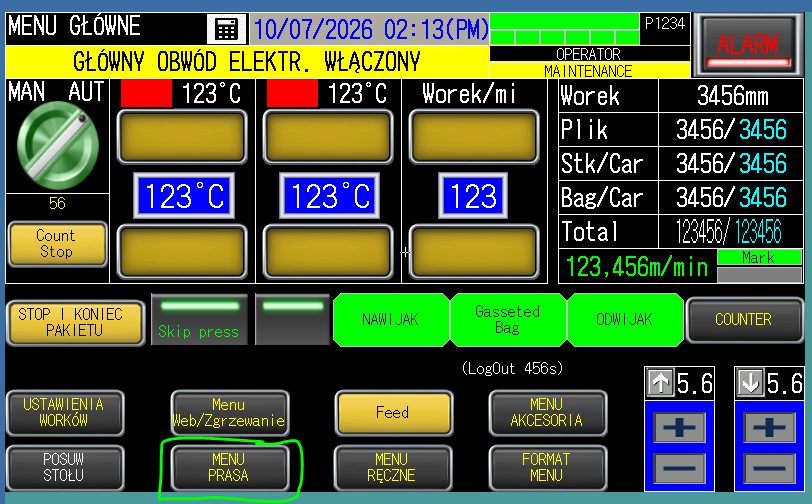 MENU GŁÓWNE
10/07/2026 02:13(PM)
P1234
ALARM
GŁÓWNY OBWÓD ELEKTR. WŁĄCZONY
OPERATOR
MAINTENANCE
MAN AUT
123°C
123°C
Worek/mi
Worek 3456mm
Plik 3456/3456
Stk/Car 3456/3456
Bag/Car 3456/3456
Total 123456/123456
123,456m/min
Mark
123°C
123°C
123
56
Count
Stop
STOP I KONIEC
PAKIETU
Skip press
NAWIJAK
Gasseted
Bag
ODWIJAK
COUNTER
(LogOut 456s)
5.6
5.6
USTAWIENIA
WORKÓW
Menu
Web/Zgrzewanie
Feed
MENU
AKCESORIA
POSUW
STOŁU
MENU
PRASA
MENU
RĘCZNE
FORMAT
MENU